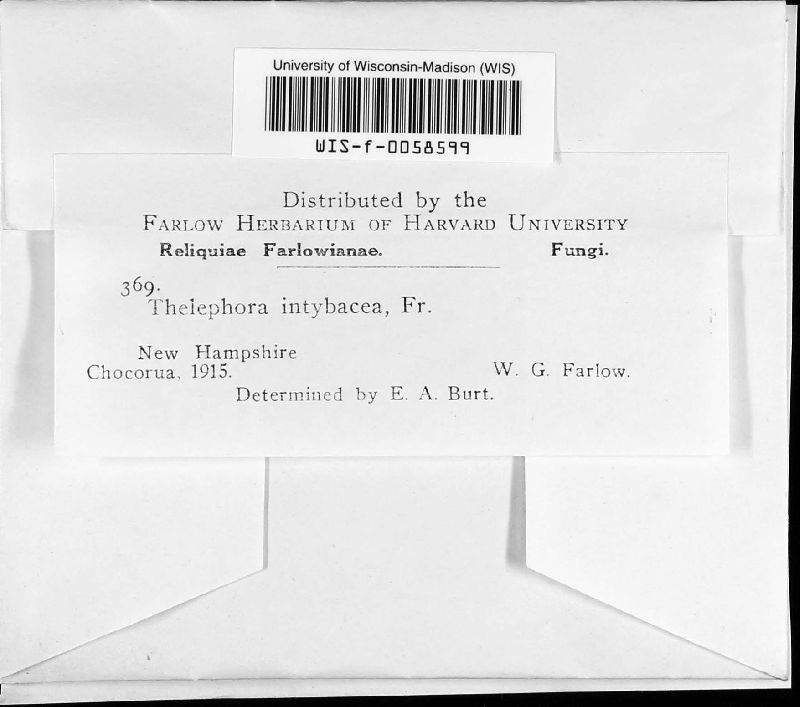 University of Wisconsin-Madison (WIS)
WIS-f-0058599
Distributed by the
FARLOW HERBARIUM OF HARVARD UNIVERSITY
Reliquiae Farlowianae. Fungi.
369.
Thelephora intybacea, Fr.
New Hampshire
Chocorua, 1915. W. G. Farlow.
Determined by E. A. Burt.